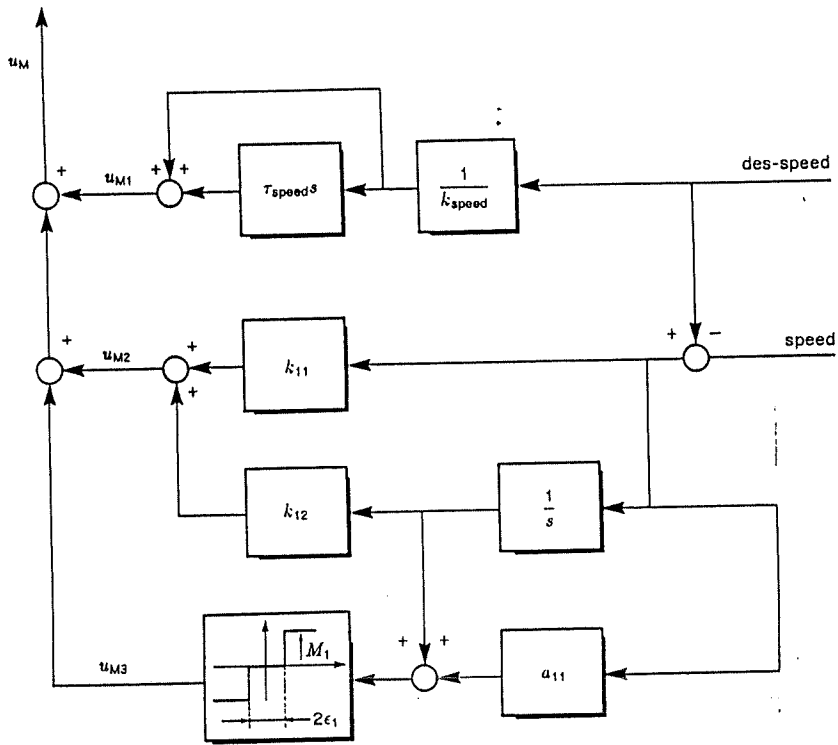 u_M
des-speed
+
+
+
u_M1
τ_speed s
1
k_speed
+
+
−
speed
u_M2
+
+
k_11
k_12
1
s
u_M3
M_1
2ϵ_1
+
+
a_11